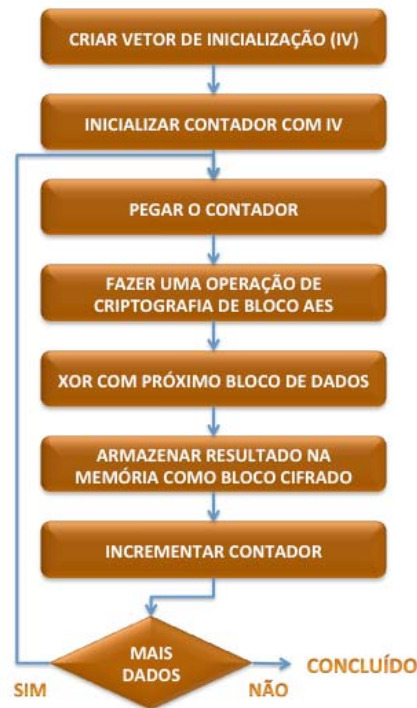 CRIAR VETOR DE INICIALIZAÇÃO (IV)
INICIALIZAR CONTADOR COM IV
PEGAR O CONTADOR
FAZER UMA OPERAÇÃO DE
CRIPTOGRAFIA DE BLOCO AES
XOR COM PRÓXIMO BLOCO DE DADOS
ARMAZENAR RESULTADO NA
MEMÓRIA COMO BLOCO CIFRADO
INCREMENTAR CONTADOR
MAIS
DADOS
SIM
NÃO
CONCLUÍDO